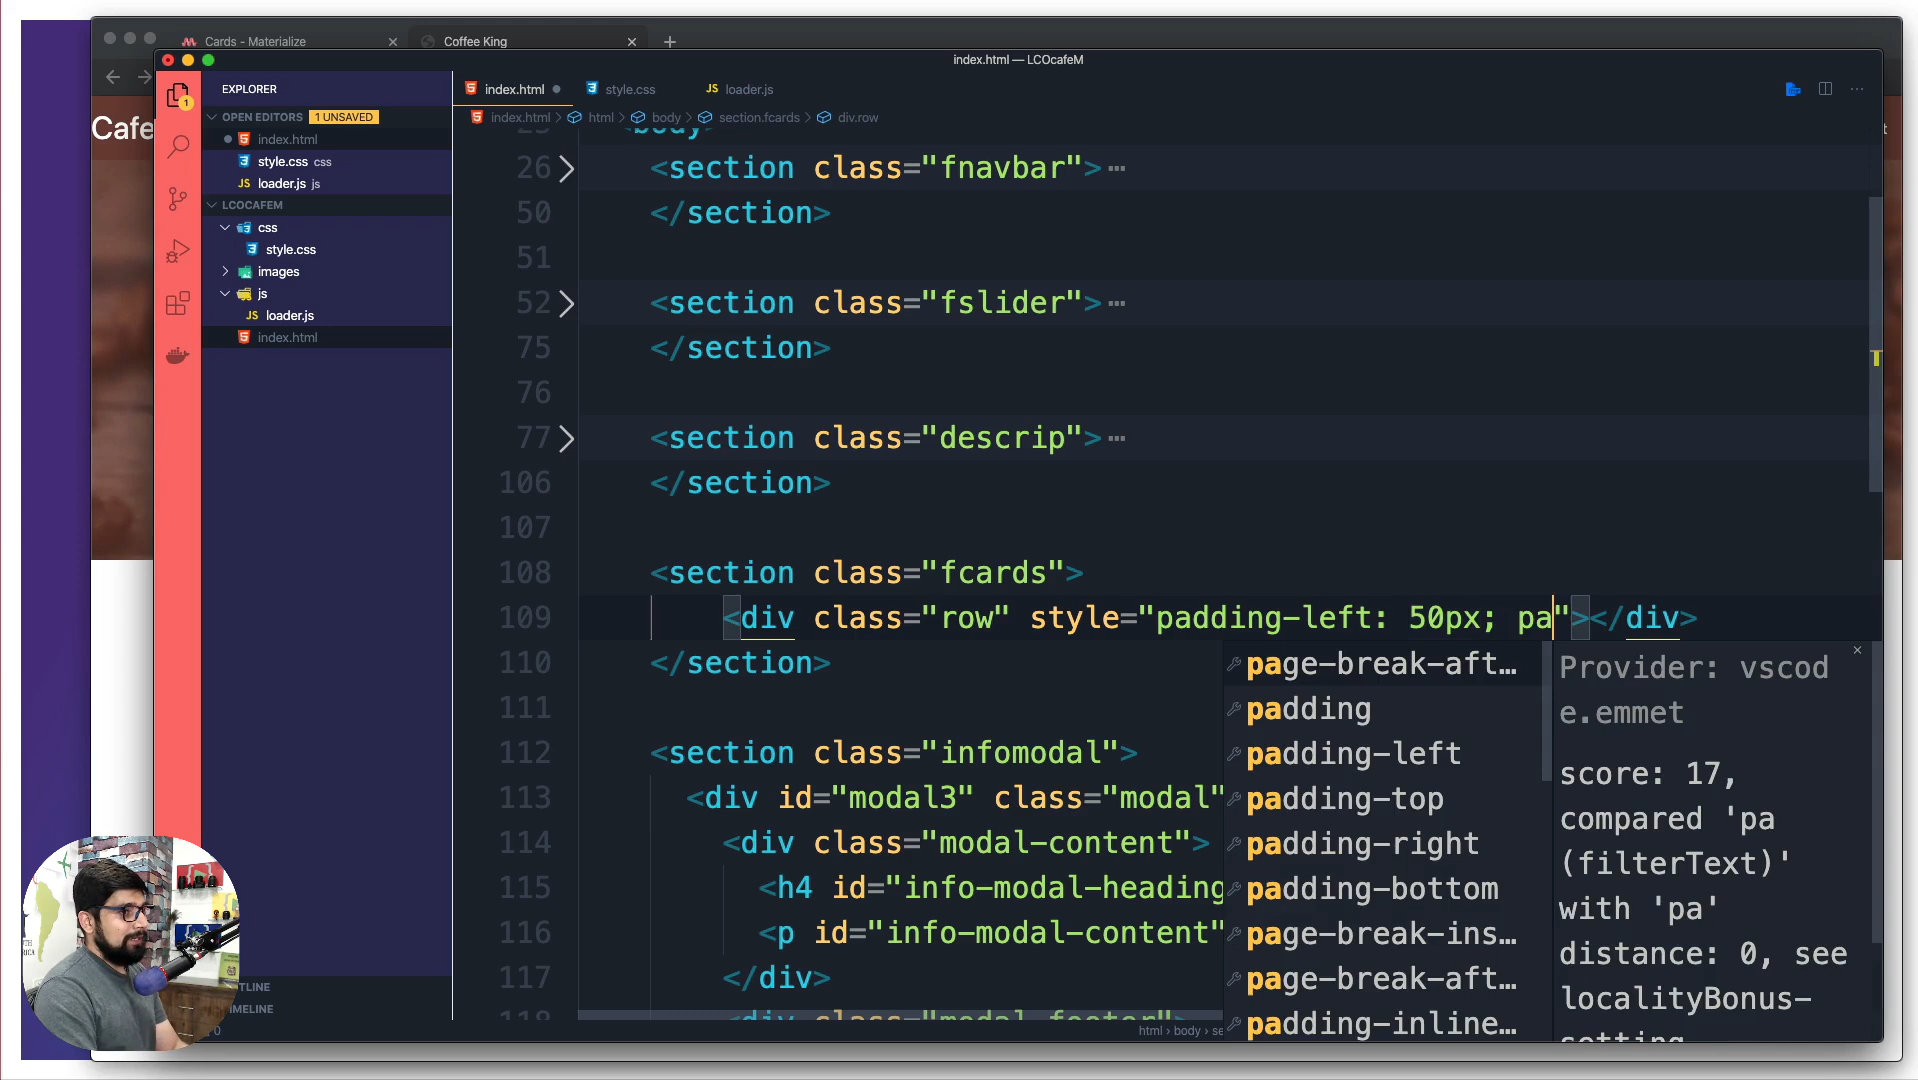 Cards - Materialize
Coffee King
index.html — LCOcafeM
Cafe
EXPLORER
OPEN EDITORS 1 UNSAVED
index.html
style.css css
loader.js js
LCOCAFEM
css
style.css
images
js
loader.js
index.html
TLINE
IMELINE
index.html
style.css
JS loader.js
index.html > html > body > section.fcards > div.row
26 <section class="fnavbar">
50 </section>
51
52 <section class="fslider">
75 </section>
76
77 <section class="descrip">
106 </section>
107
108 <section class="fcards">
109 <div class="row" style="padding-left: 50px; pa"></div>
110 </section>
111
112 <section class="infomodal">
113 <div id="modal3" class="modal"
114 <div class="modal-content">
115 <h4 id="info-modal-heading
116 <p id="info-modal-content"
117 </div>
page-break-aft…
padding
padding-left
padding-top
padding-right
padding-bottom
page-break-ins…
page-break-aft…
padding-inline…
Provider: vscod
e.emmet
score: 17,
compared 'pa
(filterText)'
with 'pa'
distance: 0, see
localityBonus-
html > body > se